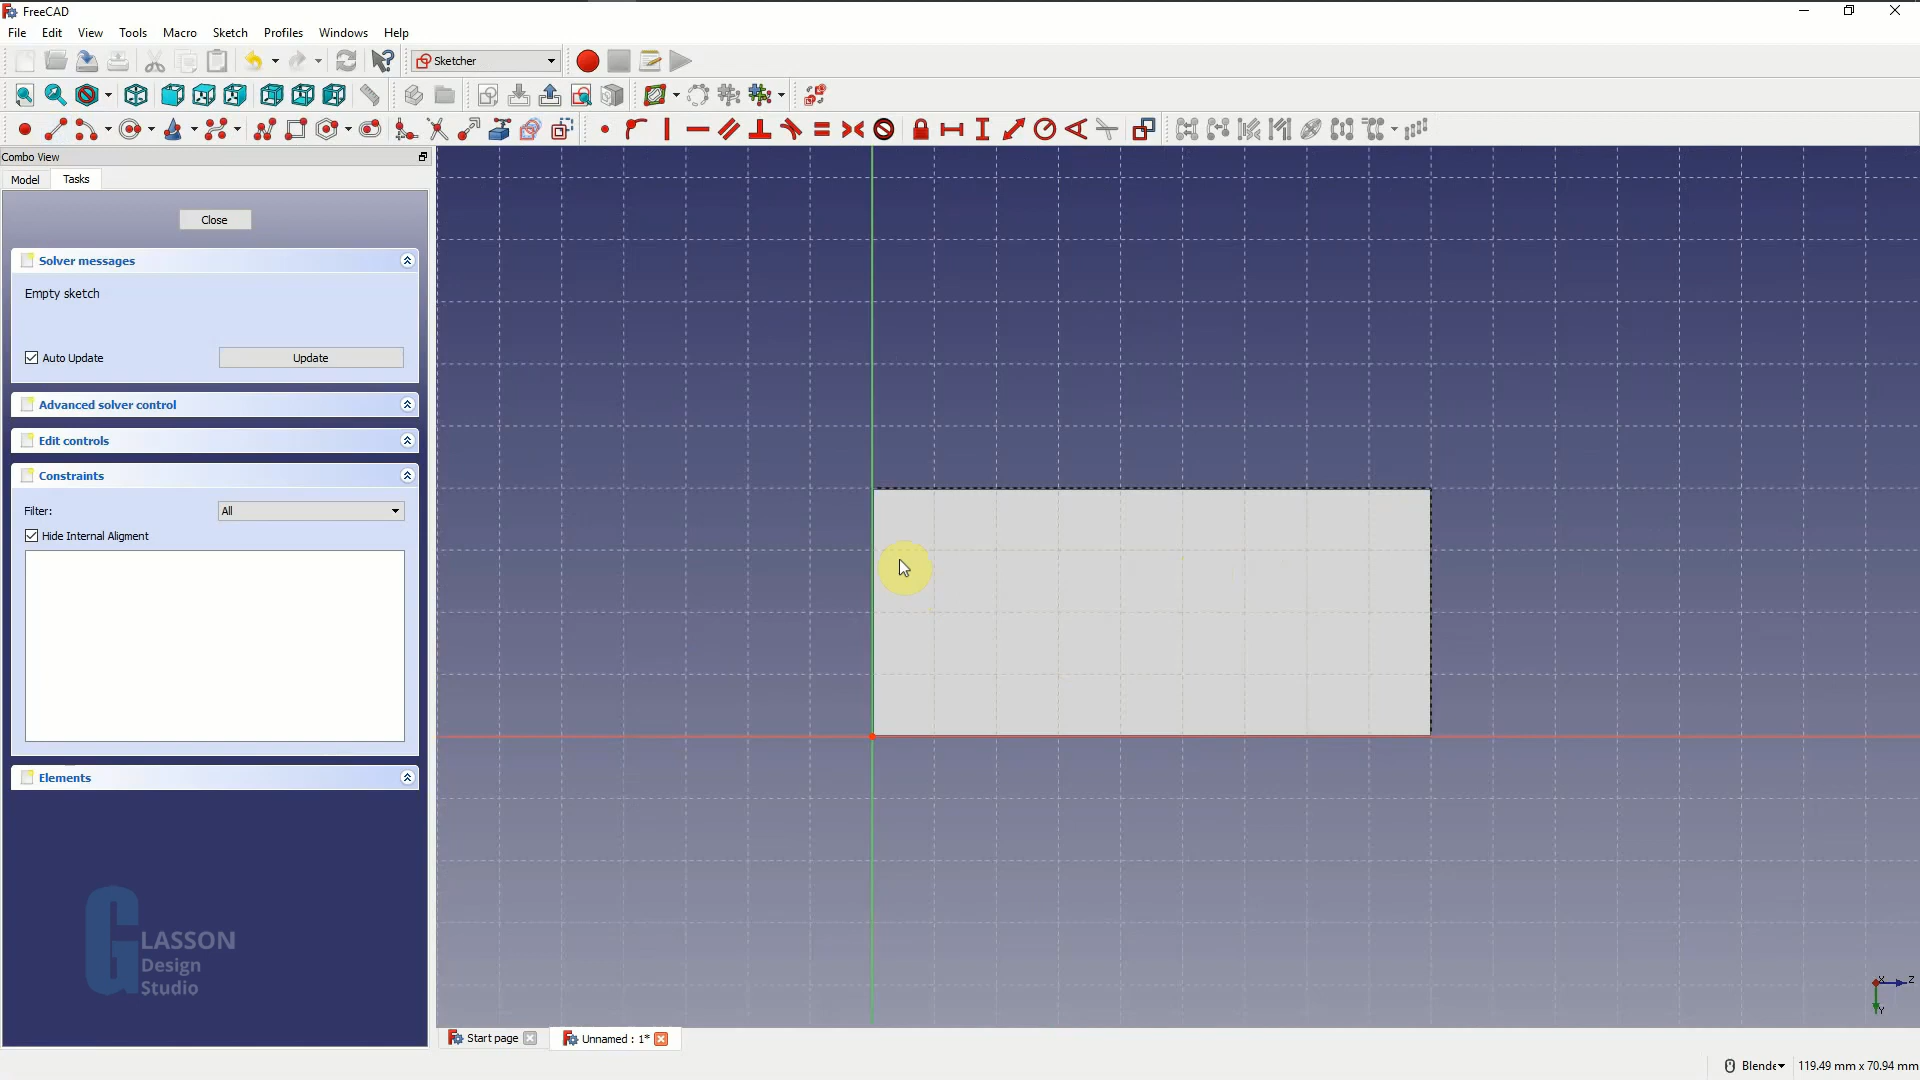 FreeCAD
File Edit View Tools Macro Sketch Profiles Windows Help
Sketcher
Combo View
Model Tasks
Close
Solver messages
Empty sketch
Auto Update Update
Advanced solver control
Edit controls
Constraints
Filter: All
Hide Internal Aligment
Elements
GLASSON
Design
Studio
X Z
Y
Start page Unnamed : 1*
Blende 119.49 mm x 70.94 mm